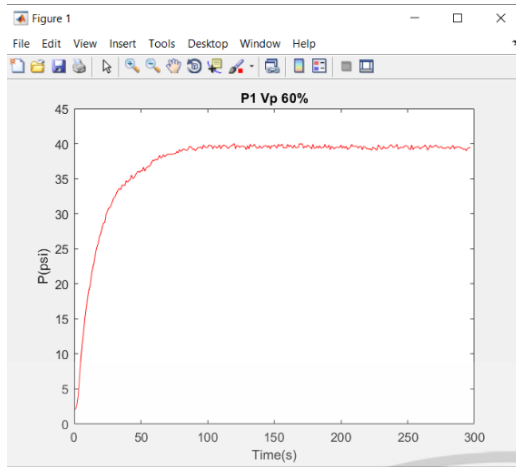 Figure 1
File Edit View Insert Tools Desktop Window Help
P1 Vp 60%
45
40
35
30
25
20
15
10
5
0
P(psi)
0 50 100 150 200 250 300
Time(s)